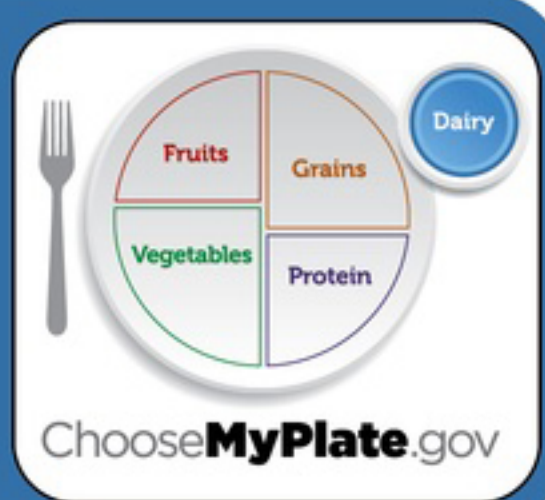 Fruits
Grains
Dairy
Vegetables
Protein
ChooseMyPlate.gov